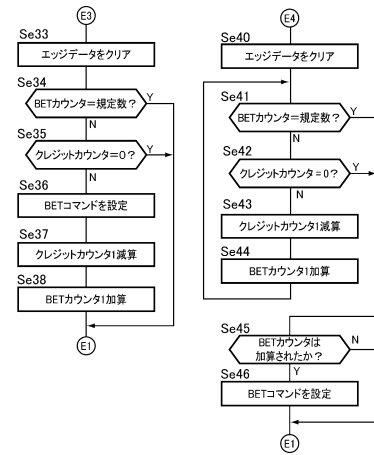 E3
Se33
エッジデータをクリア
Se34
BETカウンタ=規定数?
Y
N
Se35
クレジットカウンタ=0?
Y
N
Se36
BETコマンドを設定
Se37
クレジットカウンタ1減算
Se38
BETカウンタ1加算
E1
E4
Se40
エッジデータをクリア
Se41
BETカウンタ=規定数?
Y
N
Se42
クレジットカウンタ=0?
Y
N
Se43
クレジットカウンタ1減算
Se44
BETカウンタ1加算
Se45
BETカウンタは
加算されたか?
N
Y
Se46
BETコマンドを設定
E1